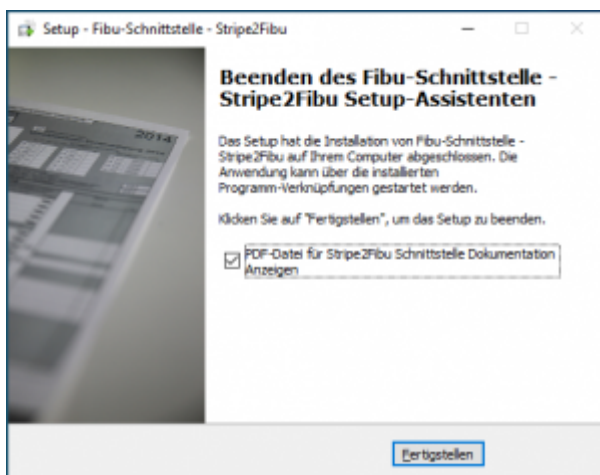 Setup - Fibu-Schnittstelle - Stripe2Fibu
2014
Beenden des Fibu-Schnittstelle -
Stripe2Fibu Setup-Assistenten
Das Setup hat die Installation von Fibu-Schnittstelle -
Stripe2Fibu auf Ihrem Computer abgeschlossen. Die
Anwendung kann über die installierten
Programm-Verknüpfungen gestartet werden.
Klicken Sie auf "Fertigstellen", um das Setup zu beenden.
PDF-Datei für Stripe2Fibu Schnittstelle Dokumentation
Anzeigen
Fertigstellen